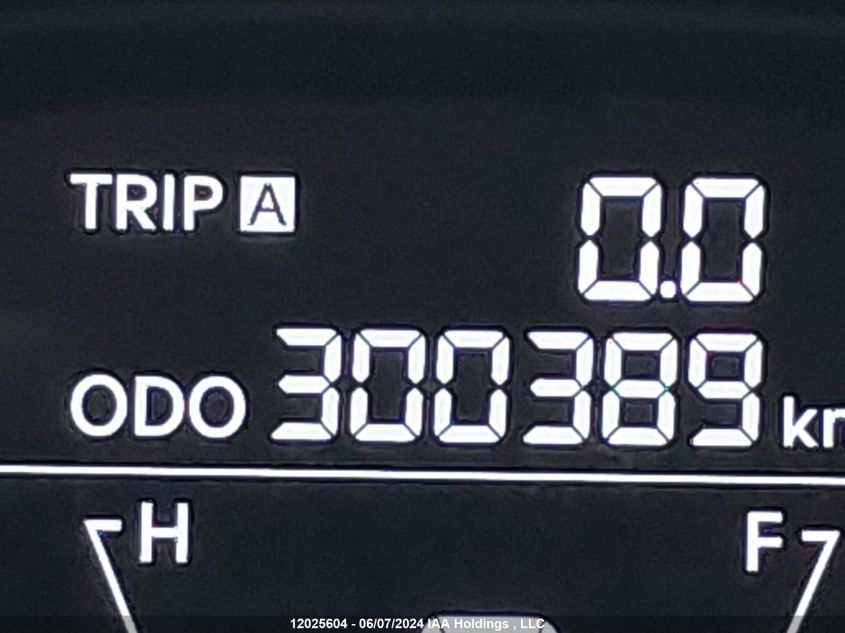 TRIP A 0.0
ODO 300389 km
H F
12025604 - 06/07/2024 IAA Holdings , LLC